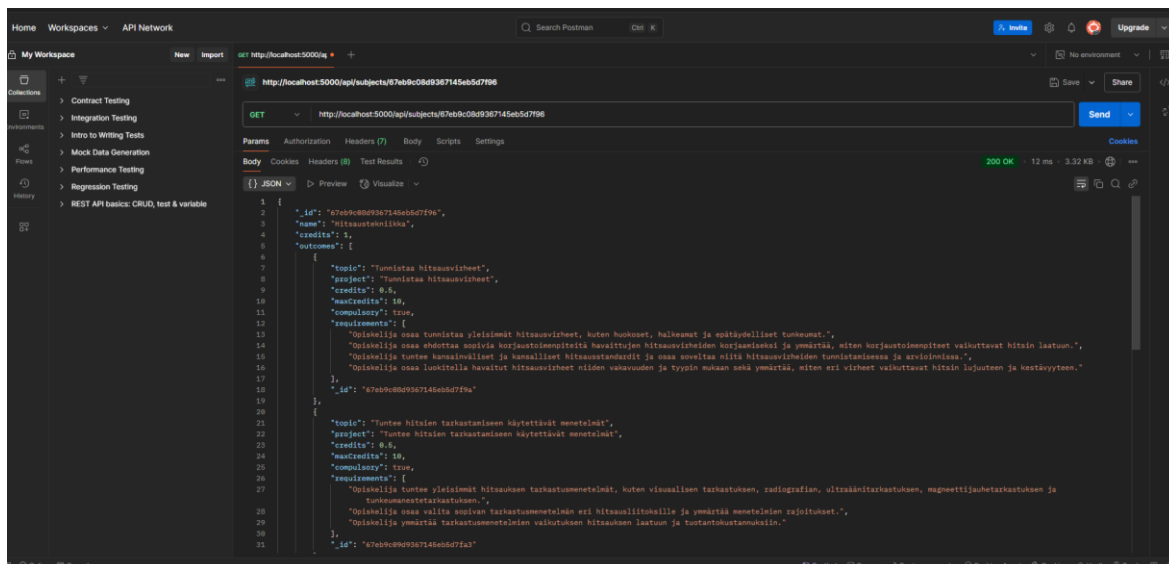 Home Workspaces API Network Search Postman Ctrl K Invite Upgrade
My Workspace New Import GET http://localhost:5000/ap No environment
Collections
Environments
Flows
History
Contract Testing
Integration Testing
Intro to Writing Tests
Mock Data Generation
Performance Testing
Regression Testing
REST API basics: CRUD, test & variable
http://localhost:5000/api/subjects/67eb9c08d9367145eb5d7f96 Save Share
GET http://localhost:5000/api/subjects/67eb9c08d9367145eb5d7f96 Send
Params Authorization Headers (7) Body Scripts Settings Cookies
Body Cookies Headers (8) Test Results 200 OK 12 ms 3.32 KB
{} JSON Preview Visualize
1 {
2 "_id": "67eb9c08d9367145eb5d7f96",
3 "name": "Hitsaustekniikka",
4 "credits": 1,
5 "outcomes": [
6 {
7 "topic": "Tunnistaa hitsausvirheet",
8 "project": "Tunnistaa hitsausvirheet",
9 "credits": 0.5,
10 "maxCredits": 10,
11 "compulsory": true,
12 "requirements": [
13 "Opiskelija osaa tunnistaa yleisimmät hitsausvirheet, kuten huokoset, halkeamat ja epätäydelliset tunkeumat.",
14 "Opiskelija osaa ehdottaa sopivia korjaustoimenpiteitä havaittujen hitsausvirheiden korjaamiseksi ja ymmärtää, miten korjaustoimenpiteet vaikuttavat hitsin laatuun.",
15 "Opiskelija tuntee kansainväliset ja kansalliset hitsausstandardit ja osaa soveltaa niitä hitsausvirheiden tunnistamisessa ja arvioinnissa.",
16 "Opiskelija osaa luokitella havaitut hitsausvirheet niiden vakavuuden ja tyypin mukaan sekä ymmärtää, miten eri virheet vaikuttavat hitsin lujuuteen ja kestävyyteen."
17 ],
18 "_id": "67eb9c08d9367145eb5d7f9a"
19 },
20 {
21 "topic": "Tuntee hitsien tarkastamiseen käytettävät menetelmät",
22 "project": "Tuntee hitsien tarkastamiseen käytettävät menetelmät",
23 "credits": 0.5,
24 "maxCredits": 10,
25 "compulsory": true,
26 "requirements": [
27 "Opiskelija tuntee yleisimmät hitsauksen tarkastusmenetelmät, kuten visuaalisen tarkastuksen, radiografian, ultraäänitarkastuksen, magneettijauhetarkastuksen ja
tunkeumanestetarkastuksen.",
28 "Opiskelija osaa valita sopivan tarkastusmenetelmän eri hitsausliitoksille ja ymmärtää menetelmien rajoitukset.",
29 "Opiskelija ymmärtää tarkastusmenetelmien vaikutuksen hitsauksen laatuun ja tuotantokustannuksiin."
30 ],
31 "_id": "67eb9c09d9367145eb5d7fa3"